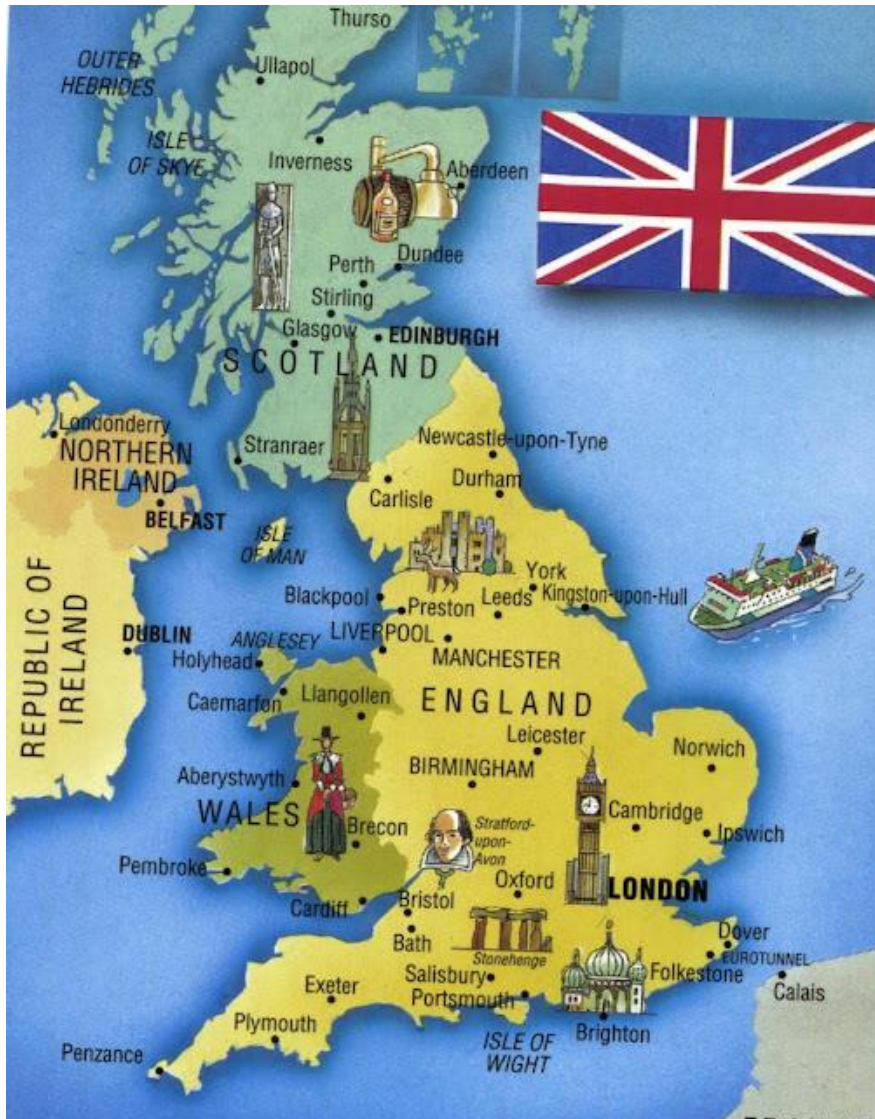 Thurso
OUTER
HEBRIDES
Ullapol
ISLE
OF SKYE
Inverness
Aberdeen
Dundee
Perth
Stirling
Glasgow
EDINBURGH
SCOTLAND
Londonderry
NORTHERN
IRELAND
BELFAST
Stranraer
Newcastle-upon-Tyne
Durham
Carlisle
ISLE
OF MAN
York
Kingston-upon-Hull
Blackpool
Preston
Leeds
REPUBLIC OF
IRELAND
DUBLIN
ANGLESEY
LIVERPOOL
MANCHESTER
Holyhead
Caernarfon
Llangollen
ENGLAND
Leicester
Norwich
Aberystwyth
BIRMINGHAM
WALES
Brecon
Stratford-
upon-
Avon
Cambridge
Ipswich
Pembroke
Oxford
LONDON
Cardiff
Bristol
Bath
Stonehenge
Dover
EUROTUNNEL
Folkestone
Calais
Salisbury
Portsmouth
Exeter
Plymouth
ISLE OF
WIGHT
Brighton
Penzance